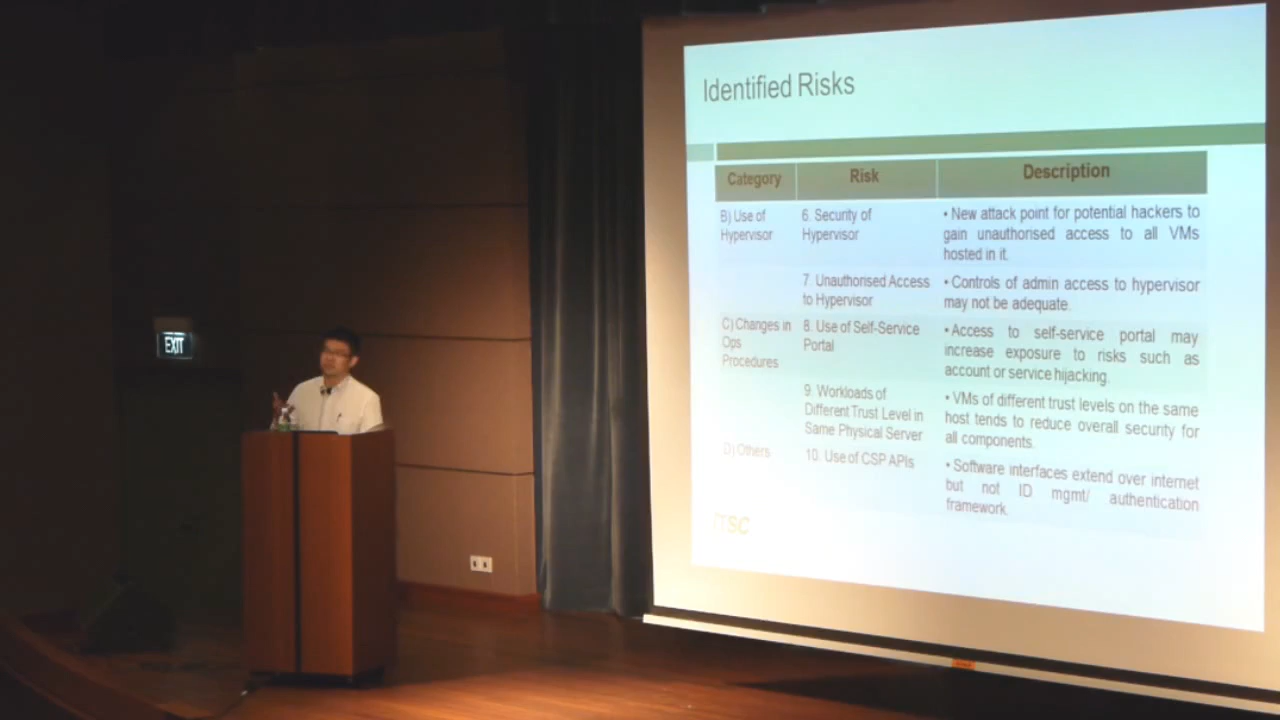 Identified Risks
Category Risk Description
B) Use of
Hypervisor
6. Security of
Hypervisor
• New attack point for potential hackers to
gain unauthorised access to all VMs
hosted in it.
7. Unauthorised Access
to Hypervisor
• Controls of admin access to hypervisor
may not be adequate.
C) Changes in
Ops
Procedures
8. Use of Self-Service
Portal
• Access to self-service portal may
increase exposure to risks such as
account or service hijacking.
9. Workloads of
Different Trust Level in
Same Physical Server
• VMs of different trust levels on the same
host tends to reduce overall security for
all components.
D) Others
10. Use of CSP APIs
• Software interfaces extend over internet
but not ID mgmt/ authentication
framework.
ITSC
EXIT